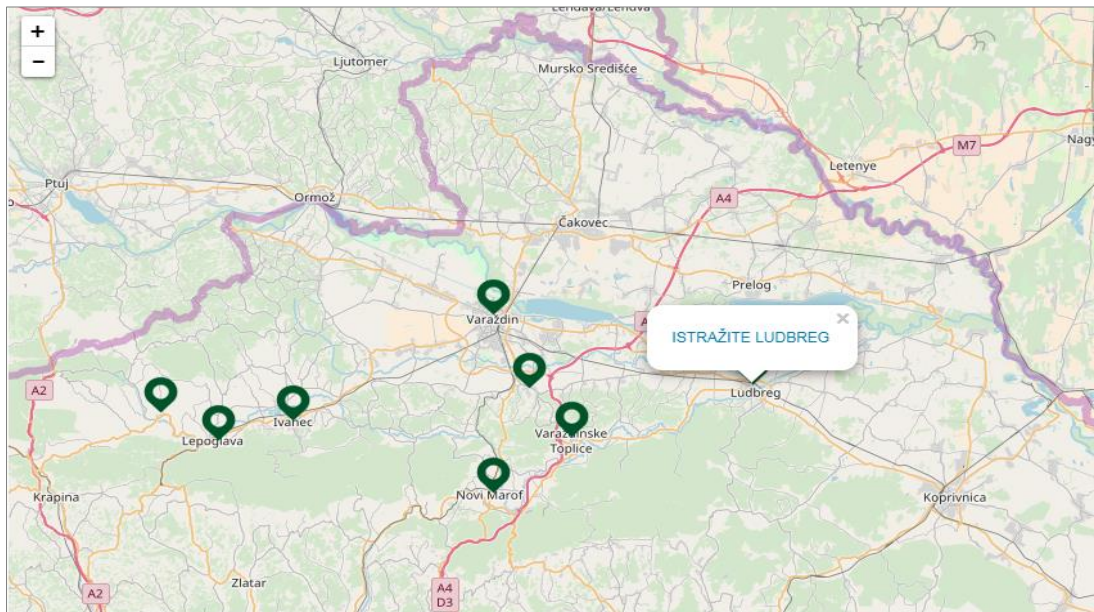 Lendava/Lendva
+
−
Ljutomer
Mursko Središće
M7
Letenye
Nagy
Ptuj
Ormož
A4
Čakovec
Prelog
Varaždin
A
×
ISTRAŽITE LUDBREG
A2
Ludbreg
Ivanec
Lepoglava
Varaždinske
Toplice
Krapina
Novi Marof
Koprivnica
Zlatar
A2
A4
D3